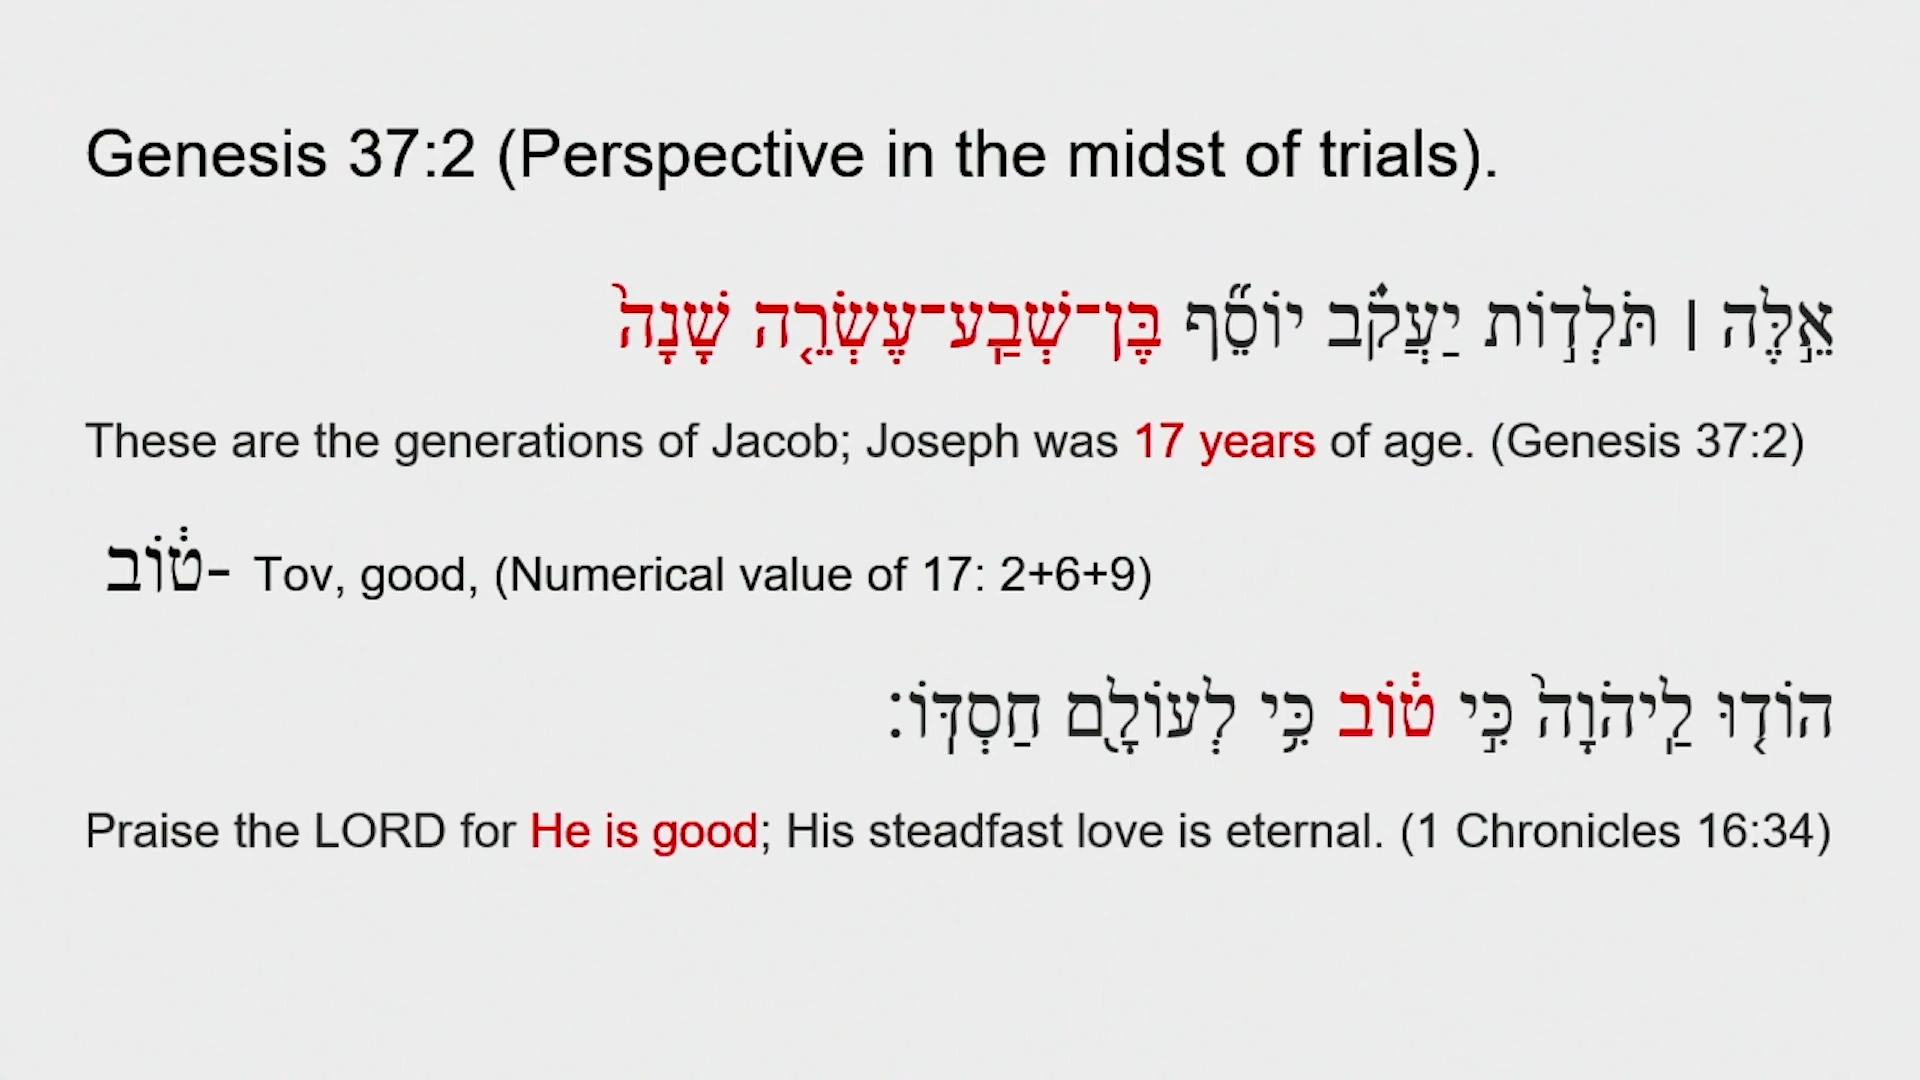 Genesis 37:2 (Perspective in the midst of trials).
אֵ֣לֶּה ׀ תֹּלְד֣וֹת יַעֲקֹ֗ב יוֹסֵ֞ף בֶּן־שְׁבַֽע־עֶשְׂרֵ֤ה שָׁנָה֙
These are the generations of Jacob; Joseph was 17 years of age. (Genesis 37:2)
ט֔וֹב- Tov, good, (Numerical value of 17: 2+6+9)
הוֹד֤וּ לַֽיהֹוָה֙ כִּ֣י ט֔וֹב כִּ֥י לְעוֹלָ֖ם חַסְדּֽוֹ׃
Praise the LORD for He is good; His steadfast love is eternal. (1 Chronicles 16:34)